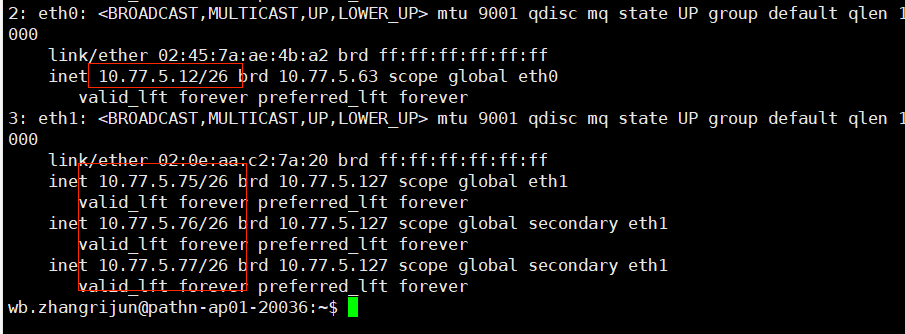 2: eth0: <BROADCAST,MULTICAST,UP,LOWER_UP> mtu 9001 qdisc mq state UP group default qlen 1
000
    link/ether 02:45:7a:ae:4b:a2 brd ff:ff:ff:ff:ff:ff
    inet 10.77.5.12/26 brd 10.77.5.63 scope global eth0
       valid_lft forever preferred_lft forever
3: eth1: <BROADCAST,MULTICAST,UP,LOWER_UP> mtu 9001 qdisc mq state UP group default qlen 1
000
    link/ether 02:0e:aa:c2:7a:20 brd ff:ff:ff:ff:ff:ff
    inet 10.77.5.75/26 brd 10.77.5.127 scope global eth1
       valid_lft forever preferred_lft forever
    inet 10.77.5.76/26 brd 10.77.5.127 scope global secondary eth1
       valid_lft forever preferred_lft forever
    inet 10.77.5.77/26 brd 10.77.5.127 scope global secondary eth1
       valid_lft forever preferred_lft forever
wb.zhangrijun@pathn-ap01-20036:~$